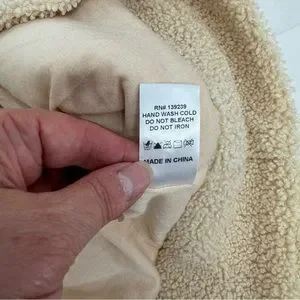 RN# 139239
HAND WASH COLD
DO NOT BLEACH
DO NOT IRON
MADE IN CHINA